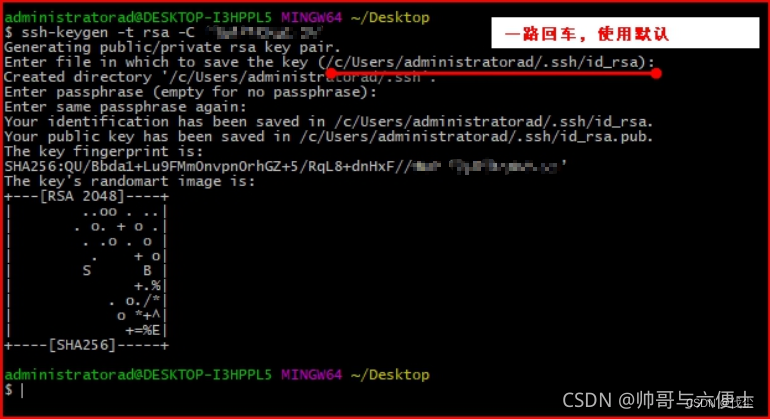 administratorad@DESKTOP-I3HPPL5 MINGW64 ~/Desktop
$ ssh-keygen -t rsa -C
一路回车，使用默认
Generating public/private rsa key pair.
Enter file in which to save the key (/c/Users/administratorad/.ssh/id_rsa):
Created directory '/c/Users/administratorad/.ssh'.
Enter passphrase (empty for no passphrase):
Enter same passphrase again:
Your identification has been saved in /c/Users/administratorad/.ssh/id_rsa.
Your public key has been saved in /c/Users/administratorad/.ssh/id_rsa.pub.
The key fingerprint is:
SHA256:QU/Bbda1+Lu9FMmOnvpnOrhGZ+5/RqL8+dnHxF//
The key's randomart image is:
+---[RSA 2048]----+
|        ..oo . ..|
|       . o. + o .|
|        . .o . o |
|         .    + o|
|        S      B |
|              +.%|
|           . o./*|
|            o *+^|
|             +=%E|
+----[SHA256]-----+
administratorad@DESKTOP-I3HPPL5 MINGW64 ~/Desktop
$
CSDN @帅哥与六便士